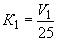 K₁ = V₁/25